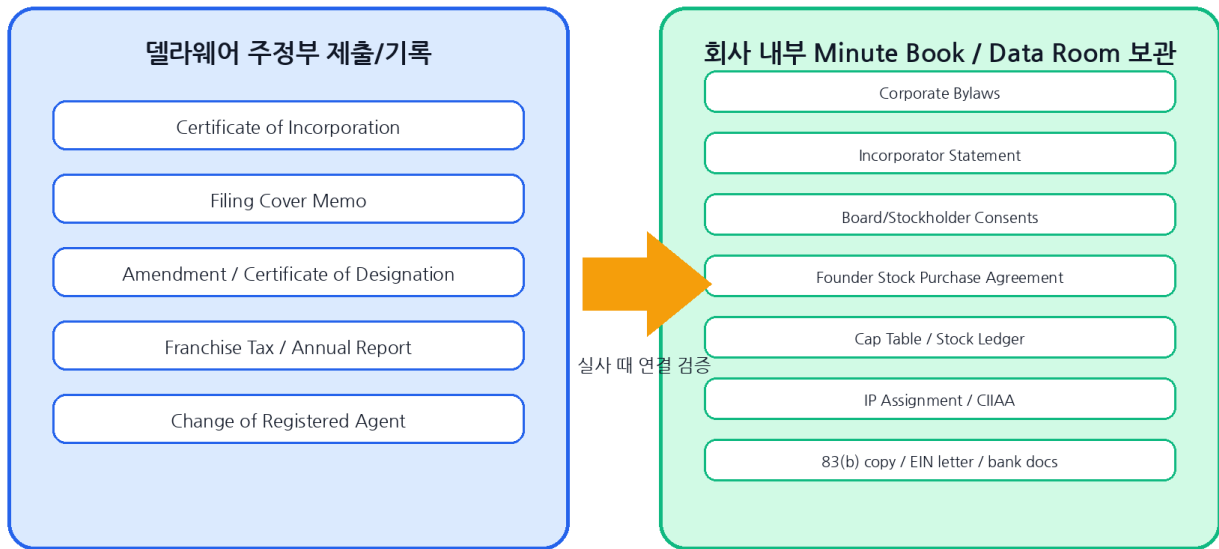 델라웨어 주정부 제출/기록
Certificate of Incorporation
Filing Cover Memo
Amendment / Certificate of Designation
Franchise Tax / Annual Report
Change of Registered Agent
실사 때 연결 검증
회사 내부 Minute Book / Data Room 보관
Corporate Bylaws
Incorporator Statement
Board/Stockholder Consents
Founder Stock Purchase Agreement
Cap Table / Stock Ledger
IP Assignment / CIIAA
83(b) copy / EIN letter / bank docs